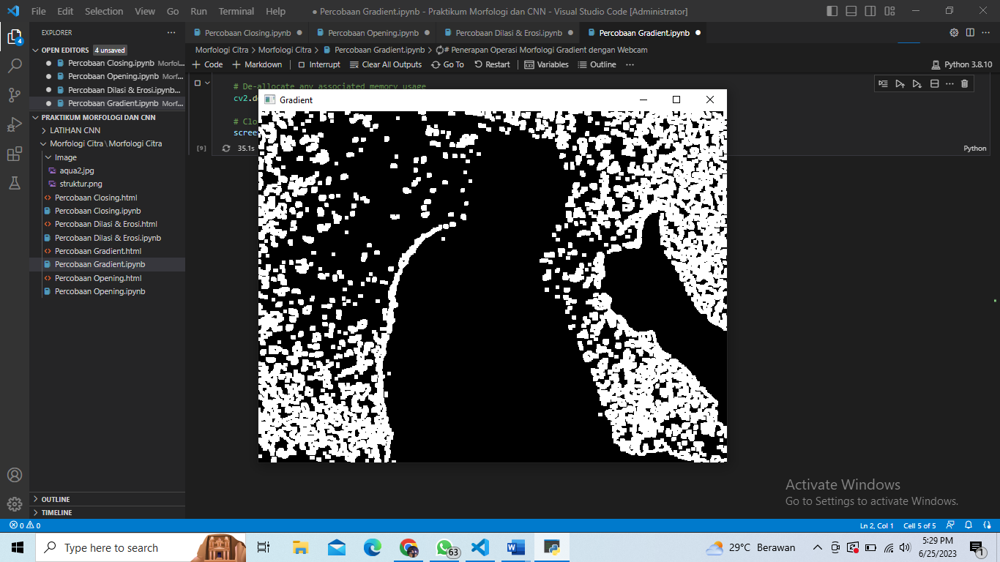 File Edit Selection View Go Run Terminal Help
● Percobaan Gradient.ipynb - Praktikum Morfologi dan CNN - Visual Studio Code [Administrator]
EXPLORER
Percobaan Closing.ipynb ● Percobaan Opening.ipynb ● Percobaan Dilasi & Erosi.ipynb ● Percobaan Gradient.ipynb ●
OPEN EDITORS 4 unsaved
● Percobaan Closing.ipynb Morfol...
● Percobaan Opening.ipynb Morf...
● Percobaan Dilasi & Erosi.ipynb...
● Percobaan Gradient.ipynb Morf...
PRAKTIKUM MORFOLOGI DAN CNN
LATIHAN CNN
Morfologi Citra \ Morfologi Citra
Image
aqua2.jpg
struktur.png
Percobaan Closing.html
Percobaan Closing.ipynb
Percobaan Dilasi & Erosi.html
Percobaan Dilasi & Erosi.ipynb
Percobaan Gradient.html
Percobaan Gradient.ipynb
Percobaan Opening.html
Percobaan Opening.ipynb
OUTLINE
TIMELINE
Morfologi Citra > Morfologi Citra > Percobaan Gradient.ipynb > # Penerapan Operasi Morfologi Gradient dengan Webcam
+ Code + Markdown Interrupt Clear All Outputs Go To Restart Variables Outline ... Python 3.8.10
# De-allocate any associated memory usage
cv2.de
# Clo
scree
[9] 35.1s
Python
Gradient
Activate Windows
Go to Settings to activate Windows.
0 0
Ln 2, Col 1 Cell 5 of 5
4
Type here to search
63
29°C Berawan
5:29 PM
6/25/2023
1